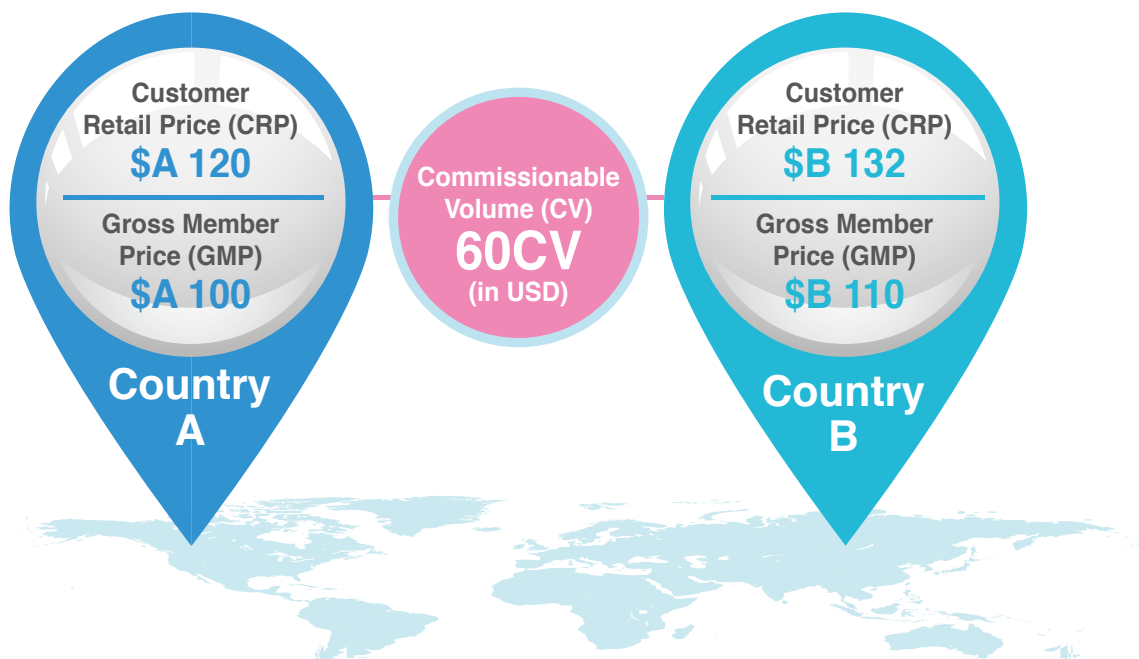 Customer
Retail Price (CRP)
$A 120
Gross Member
Price (GMP)
$A 100
Country
A
Commissionable
Volume (CV)
60CV
(in USD)
Customer
Retail Price (CRP)
$B 132
Gross Member
Price (GMP)
$B 110
Country
B